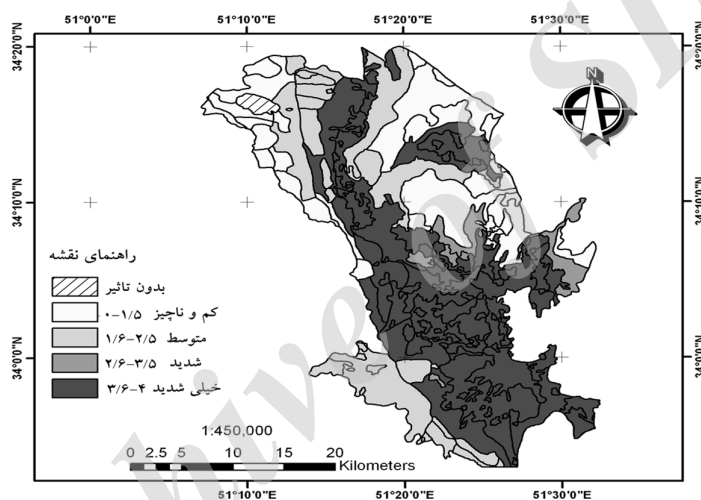 51°0'0"E 51°10'0"E 51°20'0"E 51°30'0"E
34°20'0"N 34°20'0"N
N
34°10'0"N 34°10'0"N
راهنمای نقشه
بدون تاثیر
کم و ناچیز ۰-۱/۵
متوسط ۱/۶-۲/۵
شدید ۲/۶-۳/۵
خیلی شدید ۳/۶-۴
34°0'0"N 34°0'0"N
1:450,000
0 2.5 5 10 15 20
Kilometers
51°10'0"E 51°20'0"E 51°30'0"E
hive of SI